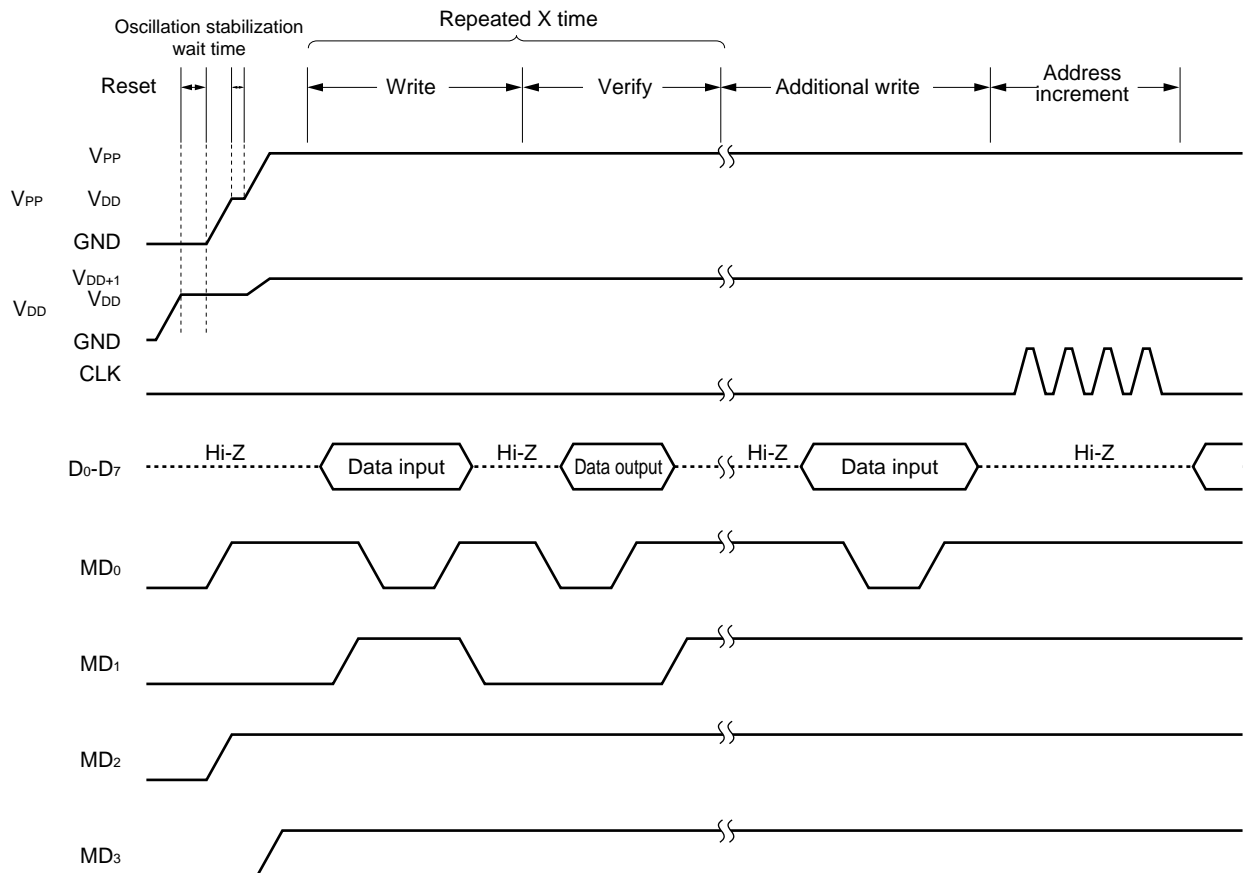 Repeated X time
Oscillation stabilization
wait time
Reset
Write
Verify
Additional write
Address
increment
VPP
VPP
VDD
GND
VDD+1
VDD
VDD
GND
CLK
D0-D7
Hi-Z
Data input
Hi-Z
Data output
Hi-Z
Data input
Hi-Z
MD0
MD1
MD2
MD3